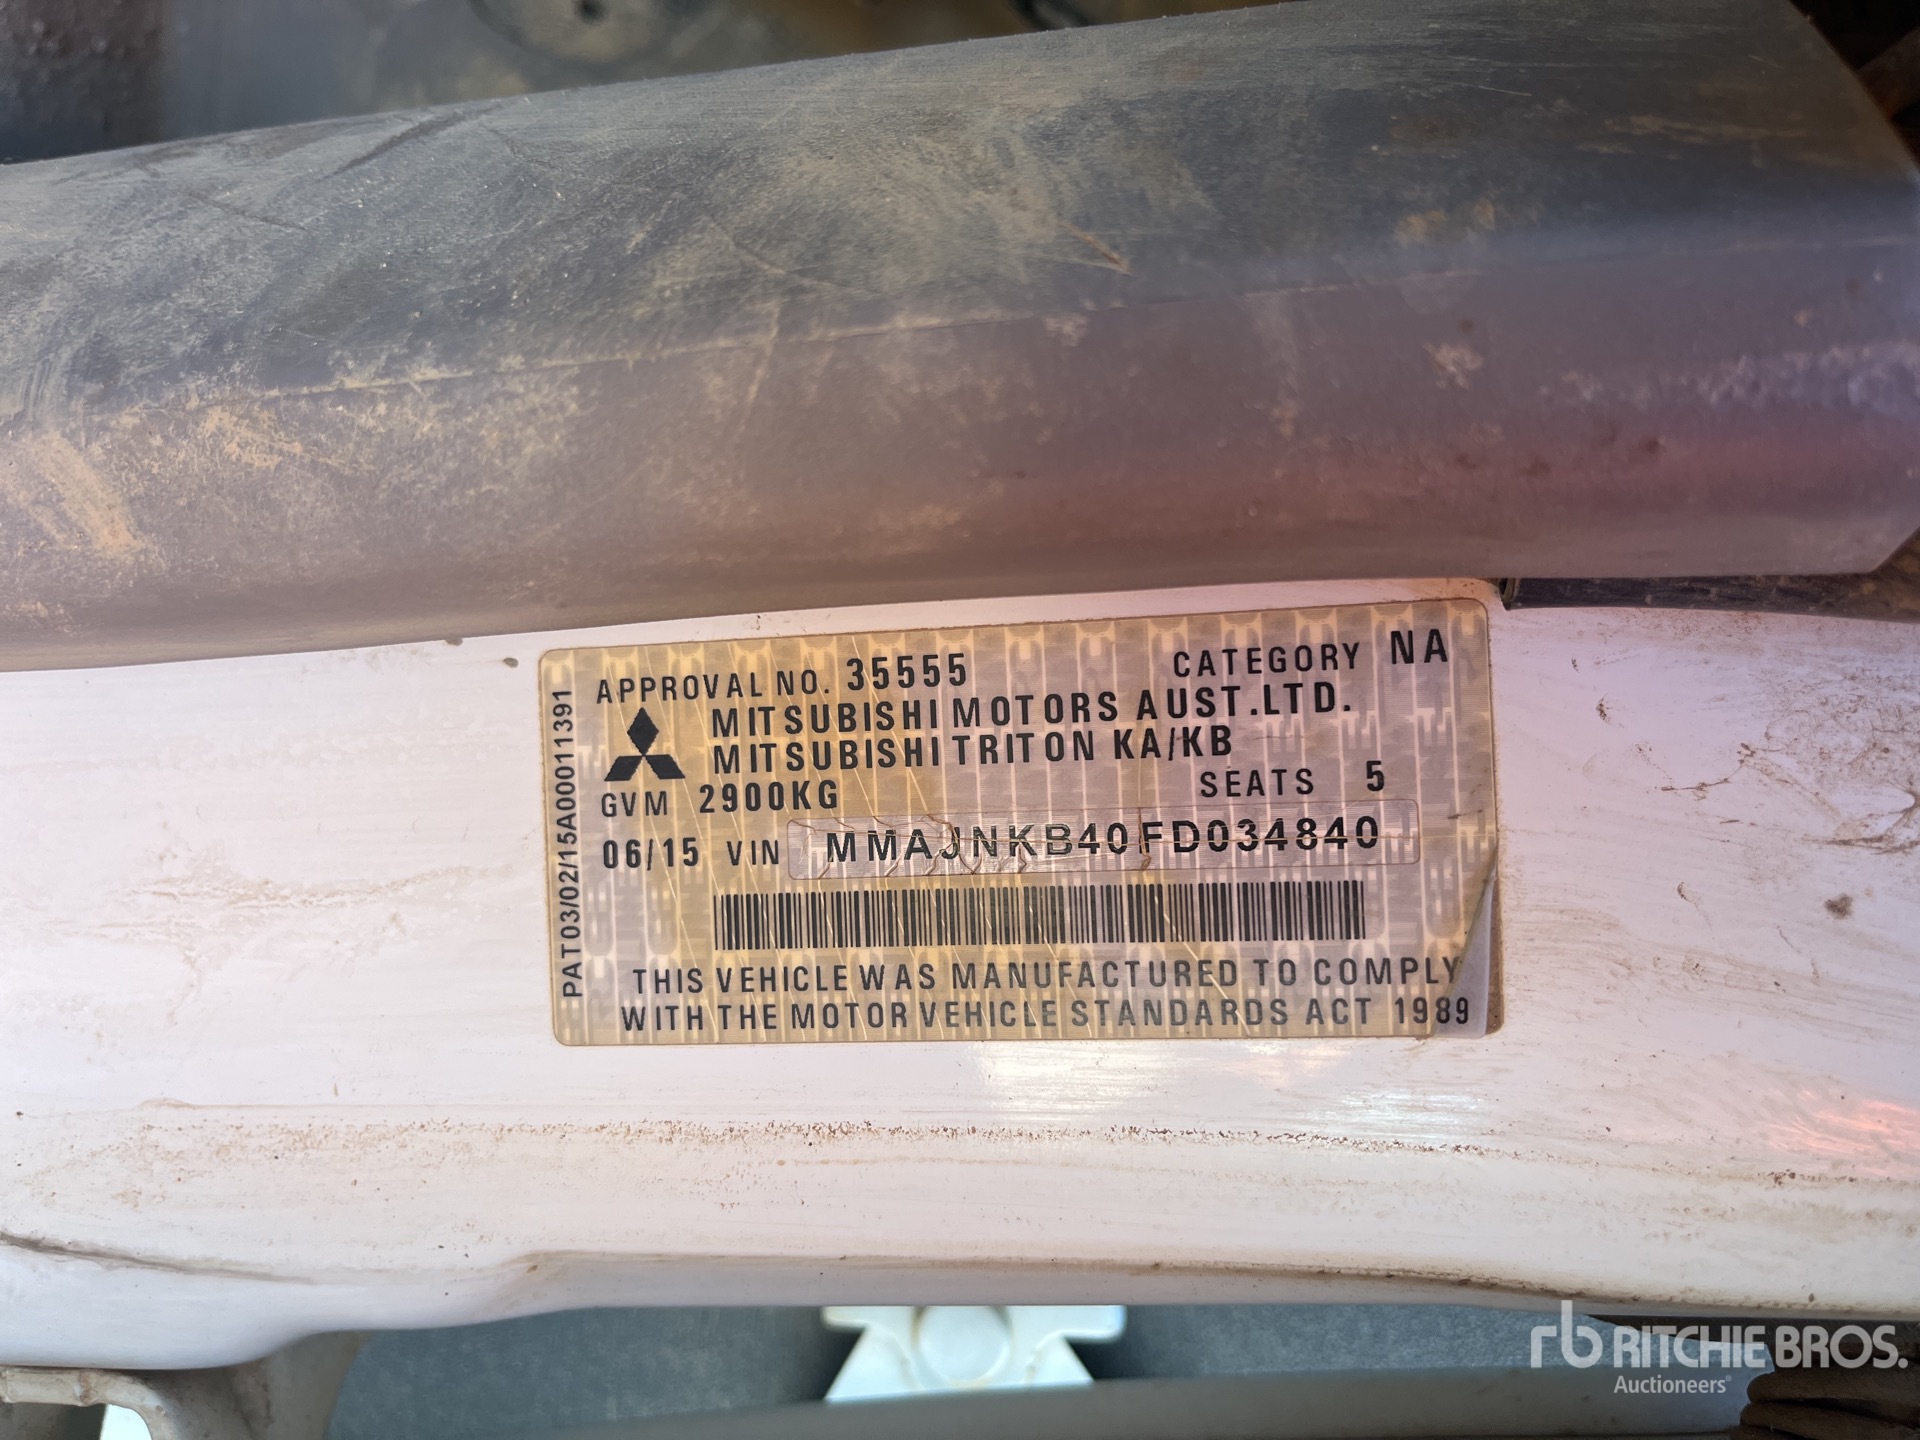 APPROVAL NO. 35555 CATEGORY NA
MITSUBISHI MOTORS AUST.LTD.
MITSUBISHI TRITON KA/KB
GVM 2900KG SEATS 5
06/15 VIN MMAJNKB40FD034840
THIS VEHICLE WAS MANUFACTURED TO COMPLY
WITH THE MOTOR VEHICLE STANDARDS ACT 1989
PAT03/02/15A00011391
rb RITCHIE BROS.
Auctioneers